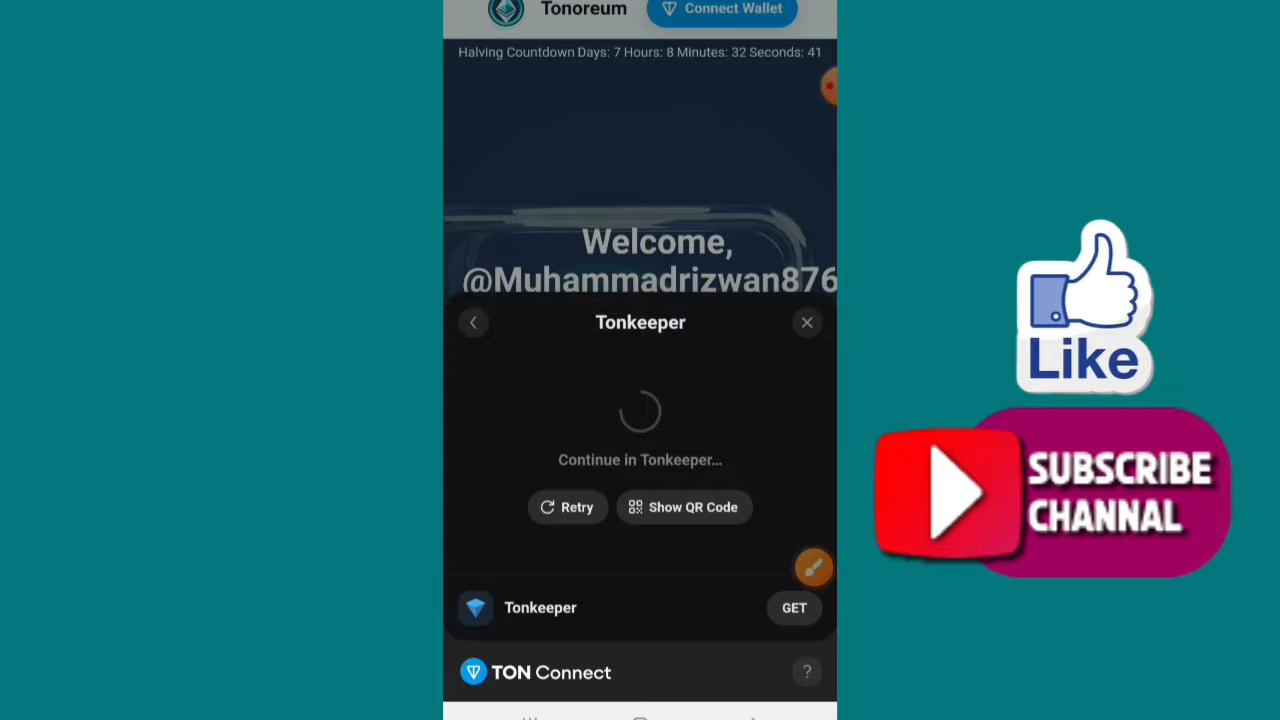 Tonoreum
Connect Wallet
Halving Countdown Days: 7 Hours: 8 Minutes: 32 Seconds: 41
Welcome,
@Muhammadrizwan876
Tonkeeper
Continue in Tonkeeper...
Retry
Show QR Code
Tonkeeper
GET
TON Connect
?
Like
SUBSCRIBE
CHANNAL